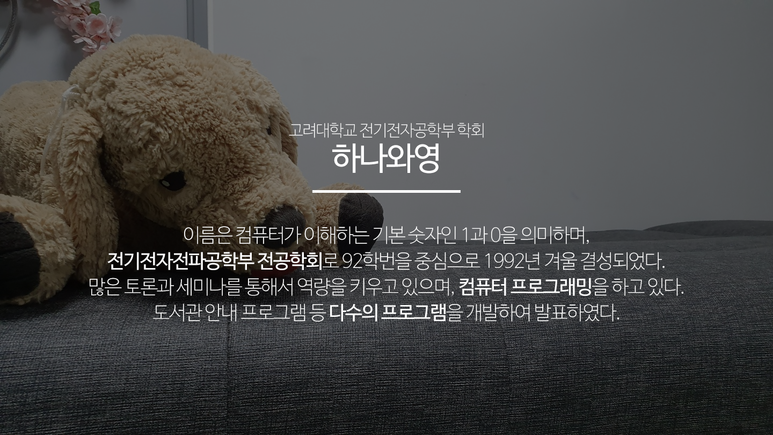 고려대학교 전기전자공학부 학회
하나와영
이름은 컴퓨터가 이해하는 기본 숫자인 1과 0을 의미하며,
전기전자전파공학부 전공학회로 92학번을 중심으로 1992년 겨울 결성되었다.
많은 토론과 세미나를 통해서 역량을 키우고 있으며, 컴퓨터 프로그래밍을 하고 있다.
도서관 안내 프로그램 등 다수의 프로그램을 개발하여 발표하였다.